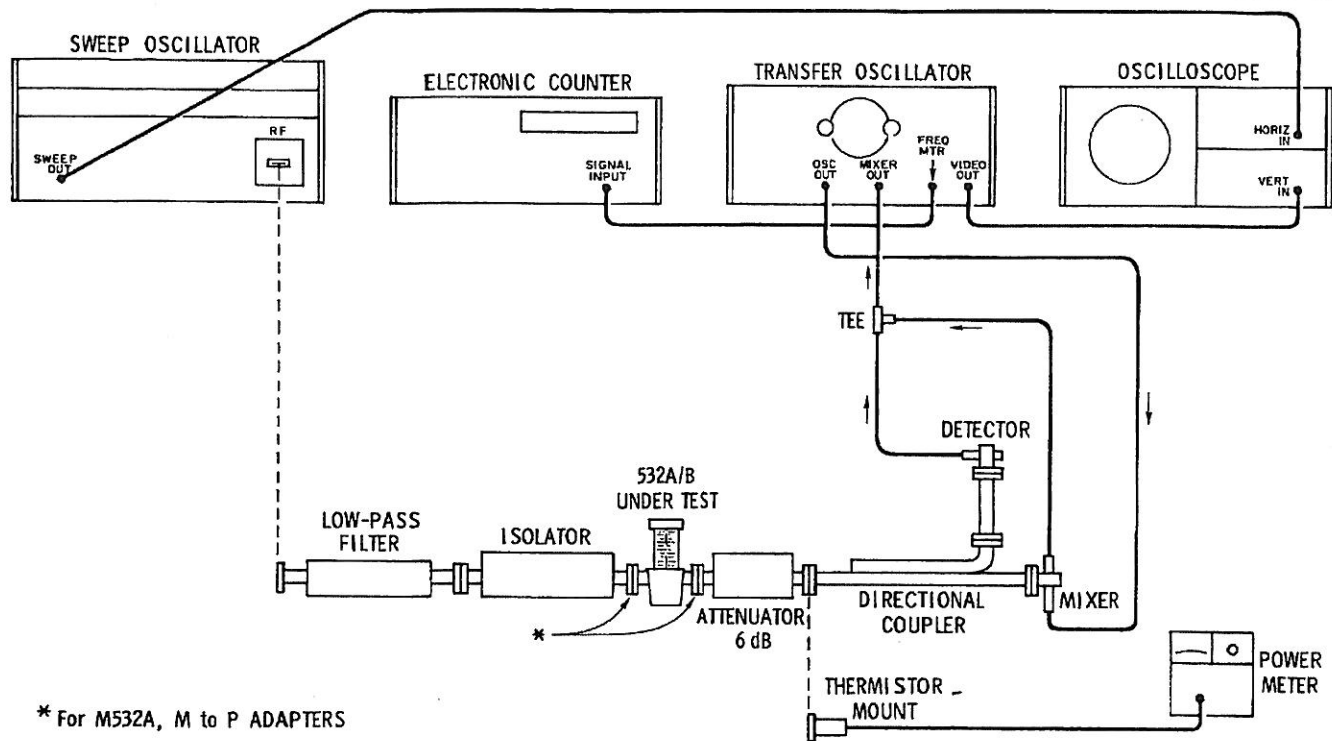 SWEEP OSCILLATOR
ELECTRONIC COUNTER
TRANSFER OSCILLATOR
OSCILLOSCOPE
RF
SWEEP
OUT
SIGNAL
INPUT
OSC
OUT
MIXER
OUT
FREQ
MTR
VIDEO
OUT
HORIZ
IN
VERT
IN
TEE
DETECTOR
532A/B
UNDER TEST
LOW-PASS
FILTER
ISOLATOR
*
ATTENUATOR
6 dB
DIRECTIONAL
COUPLER
MIXER
THERMISTOR
MOUNT
POWER
METER
* For M532A, M to P ADAPTERS